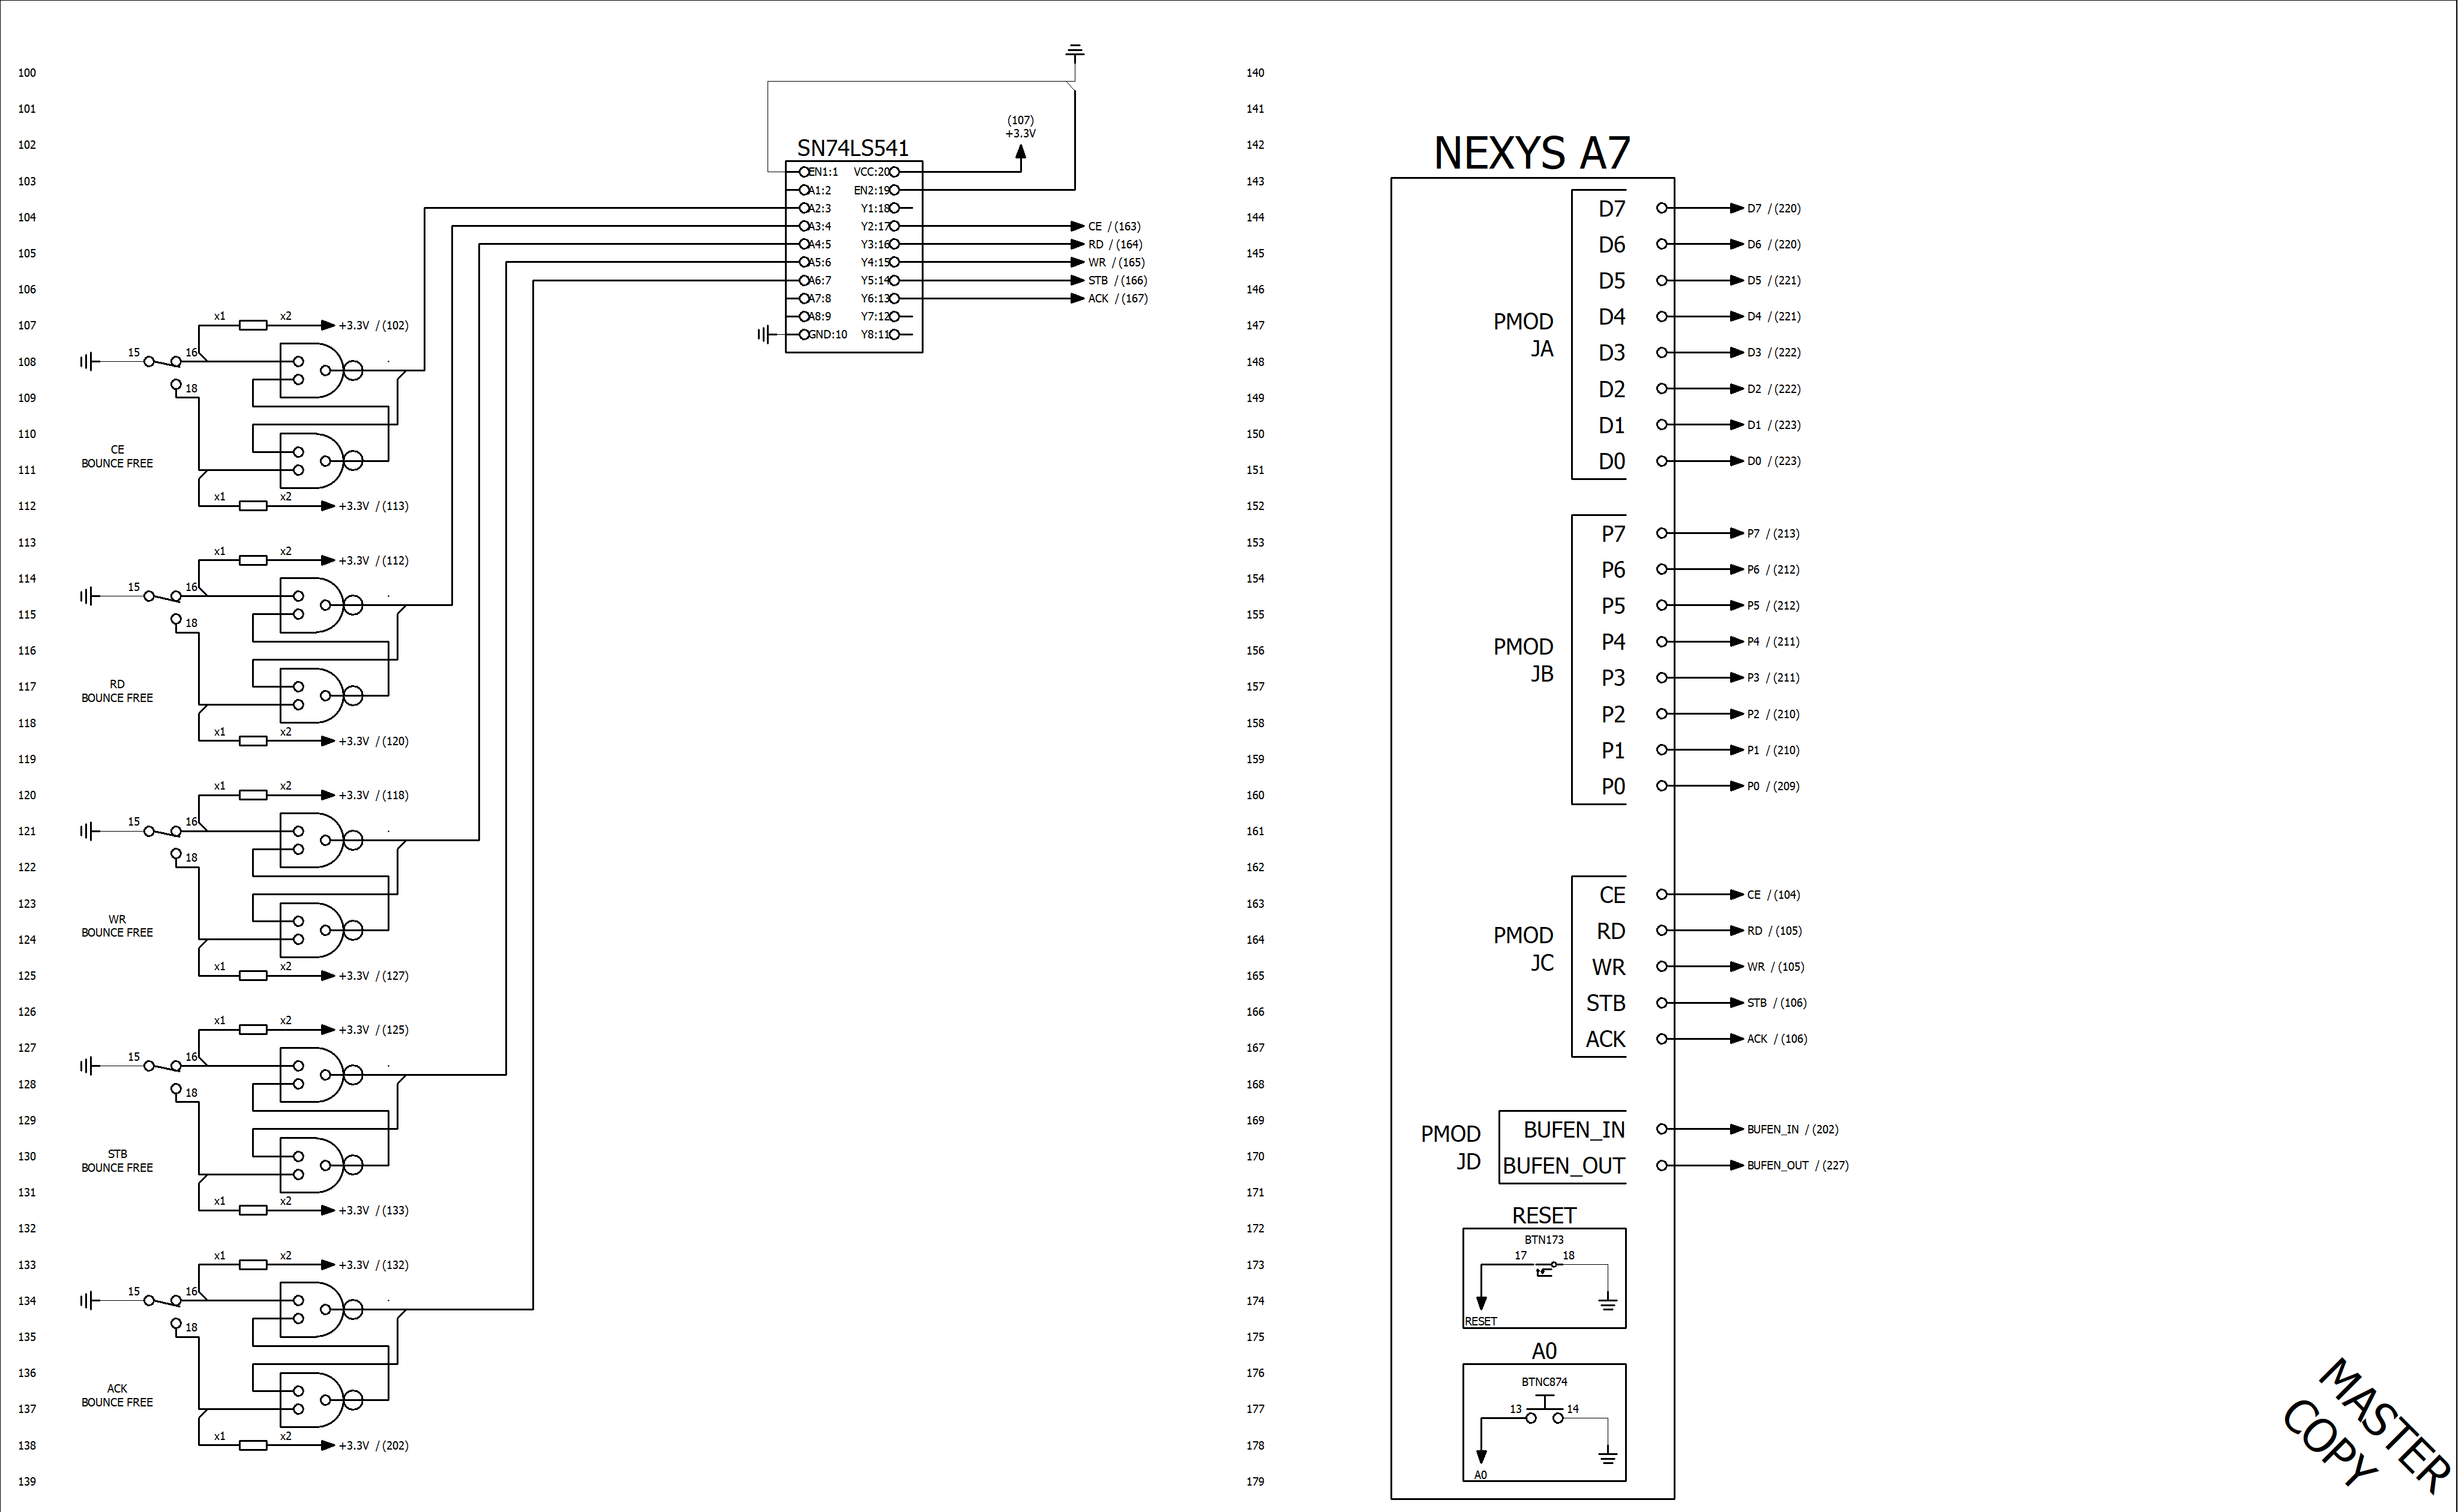 100
101
102
103
104
105
106
107
108
109
110
111
112
113
114
115
116
117
118
119
120
121
122
123
124
125
126
127
128
129
130
131
132
133
134
135
136
137
138
139
(107)
+3.3V
SN74LS541
EN1:1 VCC:20
A1:2 EN2:19
A2:3 Y1:18
A3:4 Y2:17
A4:5 Y3:16
A5:6 Y4:15
A6:7 Y5:14
A7:8 Y6:13
A8:9 Y7:12
GND:10 Y8:11
CE / (163)
RD / (164)
WR / (165)
STB / (166)
ACK / (167)
x1 x2 +3.3V / (102)
15 16
18
CE
BOUNCE FREE
x1 x2 +3.3V / (113)
x1 x2 +3.3V / (112)
15 16
18
RD
BOUNCE FREE
x1 x2 +3.3V / (120)
x1 x2 +3.3V / (118)
15 16
18
WR
BOUNCE FREE
x1 x2 +3.3V / (127)
x1 x2 +3.3V / (125)
15 16
18
STB
BOUNCE FREE
x1 x2 +3.3V / (133)
x1 x2 +3.3V / (132)
15 16
18
ACK
BOUNCE FREE
x1 x2 +3.3V / (202)
140
141
142
143
144
145
146
147
148
149
150
151
152
153
154
155
156
157
158
159
160
161
162
163
164
165
166
167
168
169
170
171
172
173
174
175
176
177
178
179
NEXYS A7
PMOD
JA
D7 D7 / (220)
D6 D6 / (220)
D5 D5 / (221)
D4 D4 / (221)
D3 D3 / (222)
D2 D2 / (222)
D1 D1 / (223)
D0 D0 / (223)
PMOD
JB
P7 P7 / (213)
P6 P6 / (212)
P5 P5 / (212)
P4 P4 / (211)
P3 P3 / (211)
P2 P2 / (210)
P1 P1 / (210)
P0 P0 / (209)
PMOD
JC
CE CE / (104)
RD RD / (105)
WR WR / (105)
STB STB / (106)
ACK ACK / (106)
PMOD
JD
BUFEN_IN BUFEN_IN / (202)
BUFEN_OUT BUFEN_OUT / (227)
RESET
BTN173
17 18
RESET
A0
BTNC874
13 14
A0
MASTER
COPY